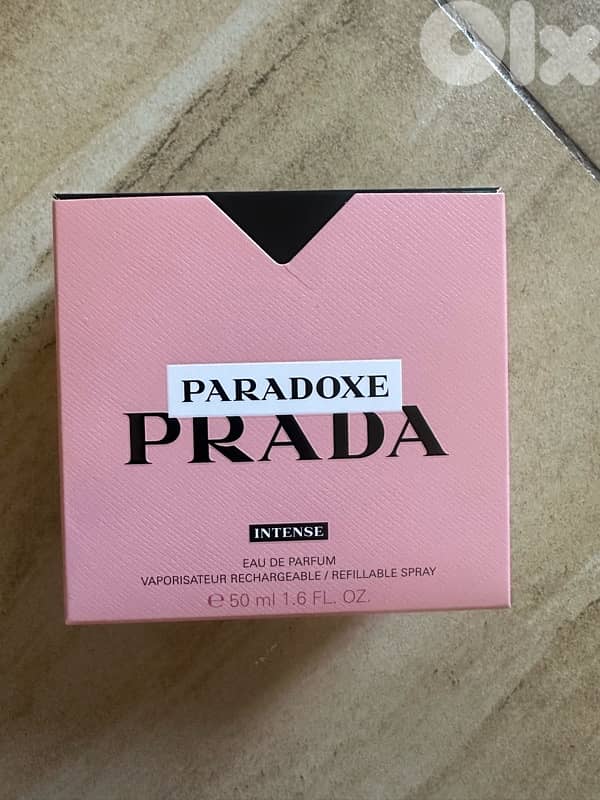 Olx
PARADOXE
PRADA
INTENSE
EAU DE PARFUM
VAPORISATEUR RECHARGEABLE / REFILLABLE SPRAY
℮ 50 ml 1.6 FL. OZ.